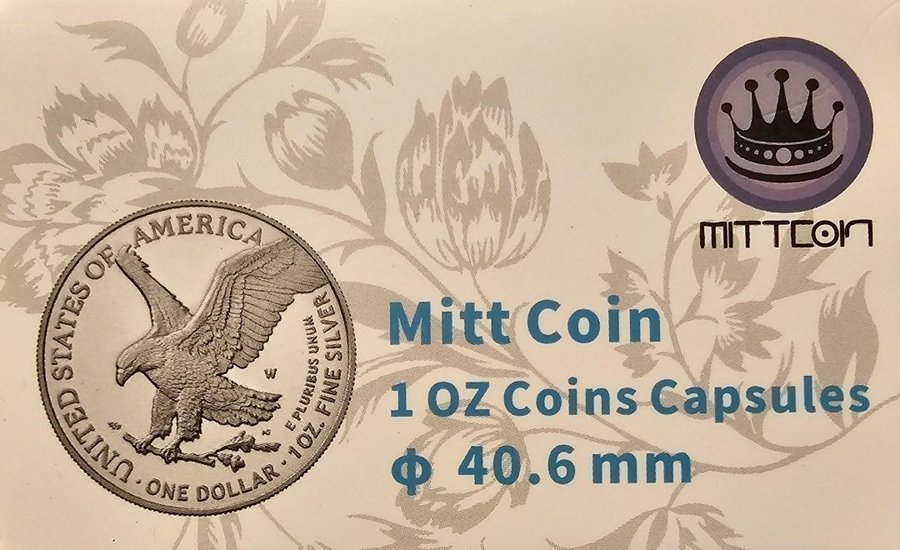 MITTCOIN
UNITED STATES OF AMERICA
W
E PLURIBUS UNUM
1 OZ. FINE SILVER
· ONE DOLLAR ·
Mitt Coin
1 OZ Coins Capsules
ф 40.6 mm